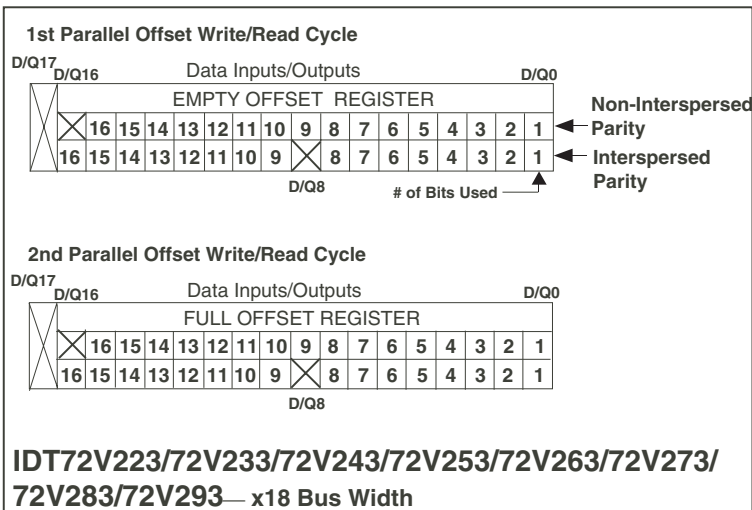 1st Parallel Offset Write/Read Cycle
D/Q17
D/Q16
Data Inputs/Outputs
D/Q0
EMPTY OFFSET REGISTER
16 15 14 13 12 11 10 9 8 7 6 5 4 3 2 1
Non-Interspersed
Parity
16 15 14 13 12 11 10 9 8 7 6 5 4 3 2 1
Interspersed
Parity
D/Q8
# of Bits Used
2nd Parallel Offset Write/Read Cycle
D/Q17
D/Q16
Data Inputs/Outputs
D/Q0
FULL OFFSET REGISTER
16 15 14 13 12 11 10 9 8 7 6 5 4 3 2 1
16 15 14 13 12 11 10 9 8 7 6 5 4 3 2 1
D/Q8
IDT72V223/72V233/72V243/72V253/72V263/72V273/
72V283/72V293— x18 Bus Width